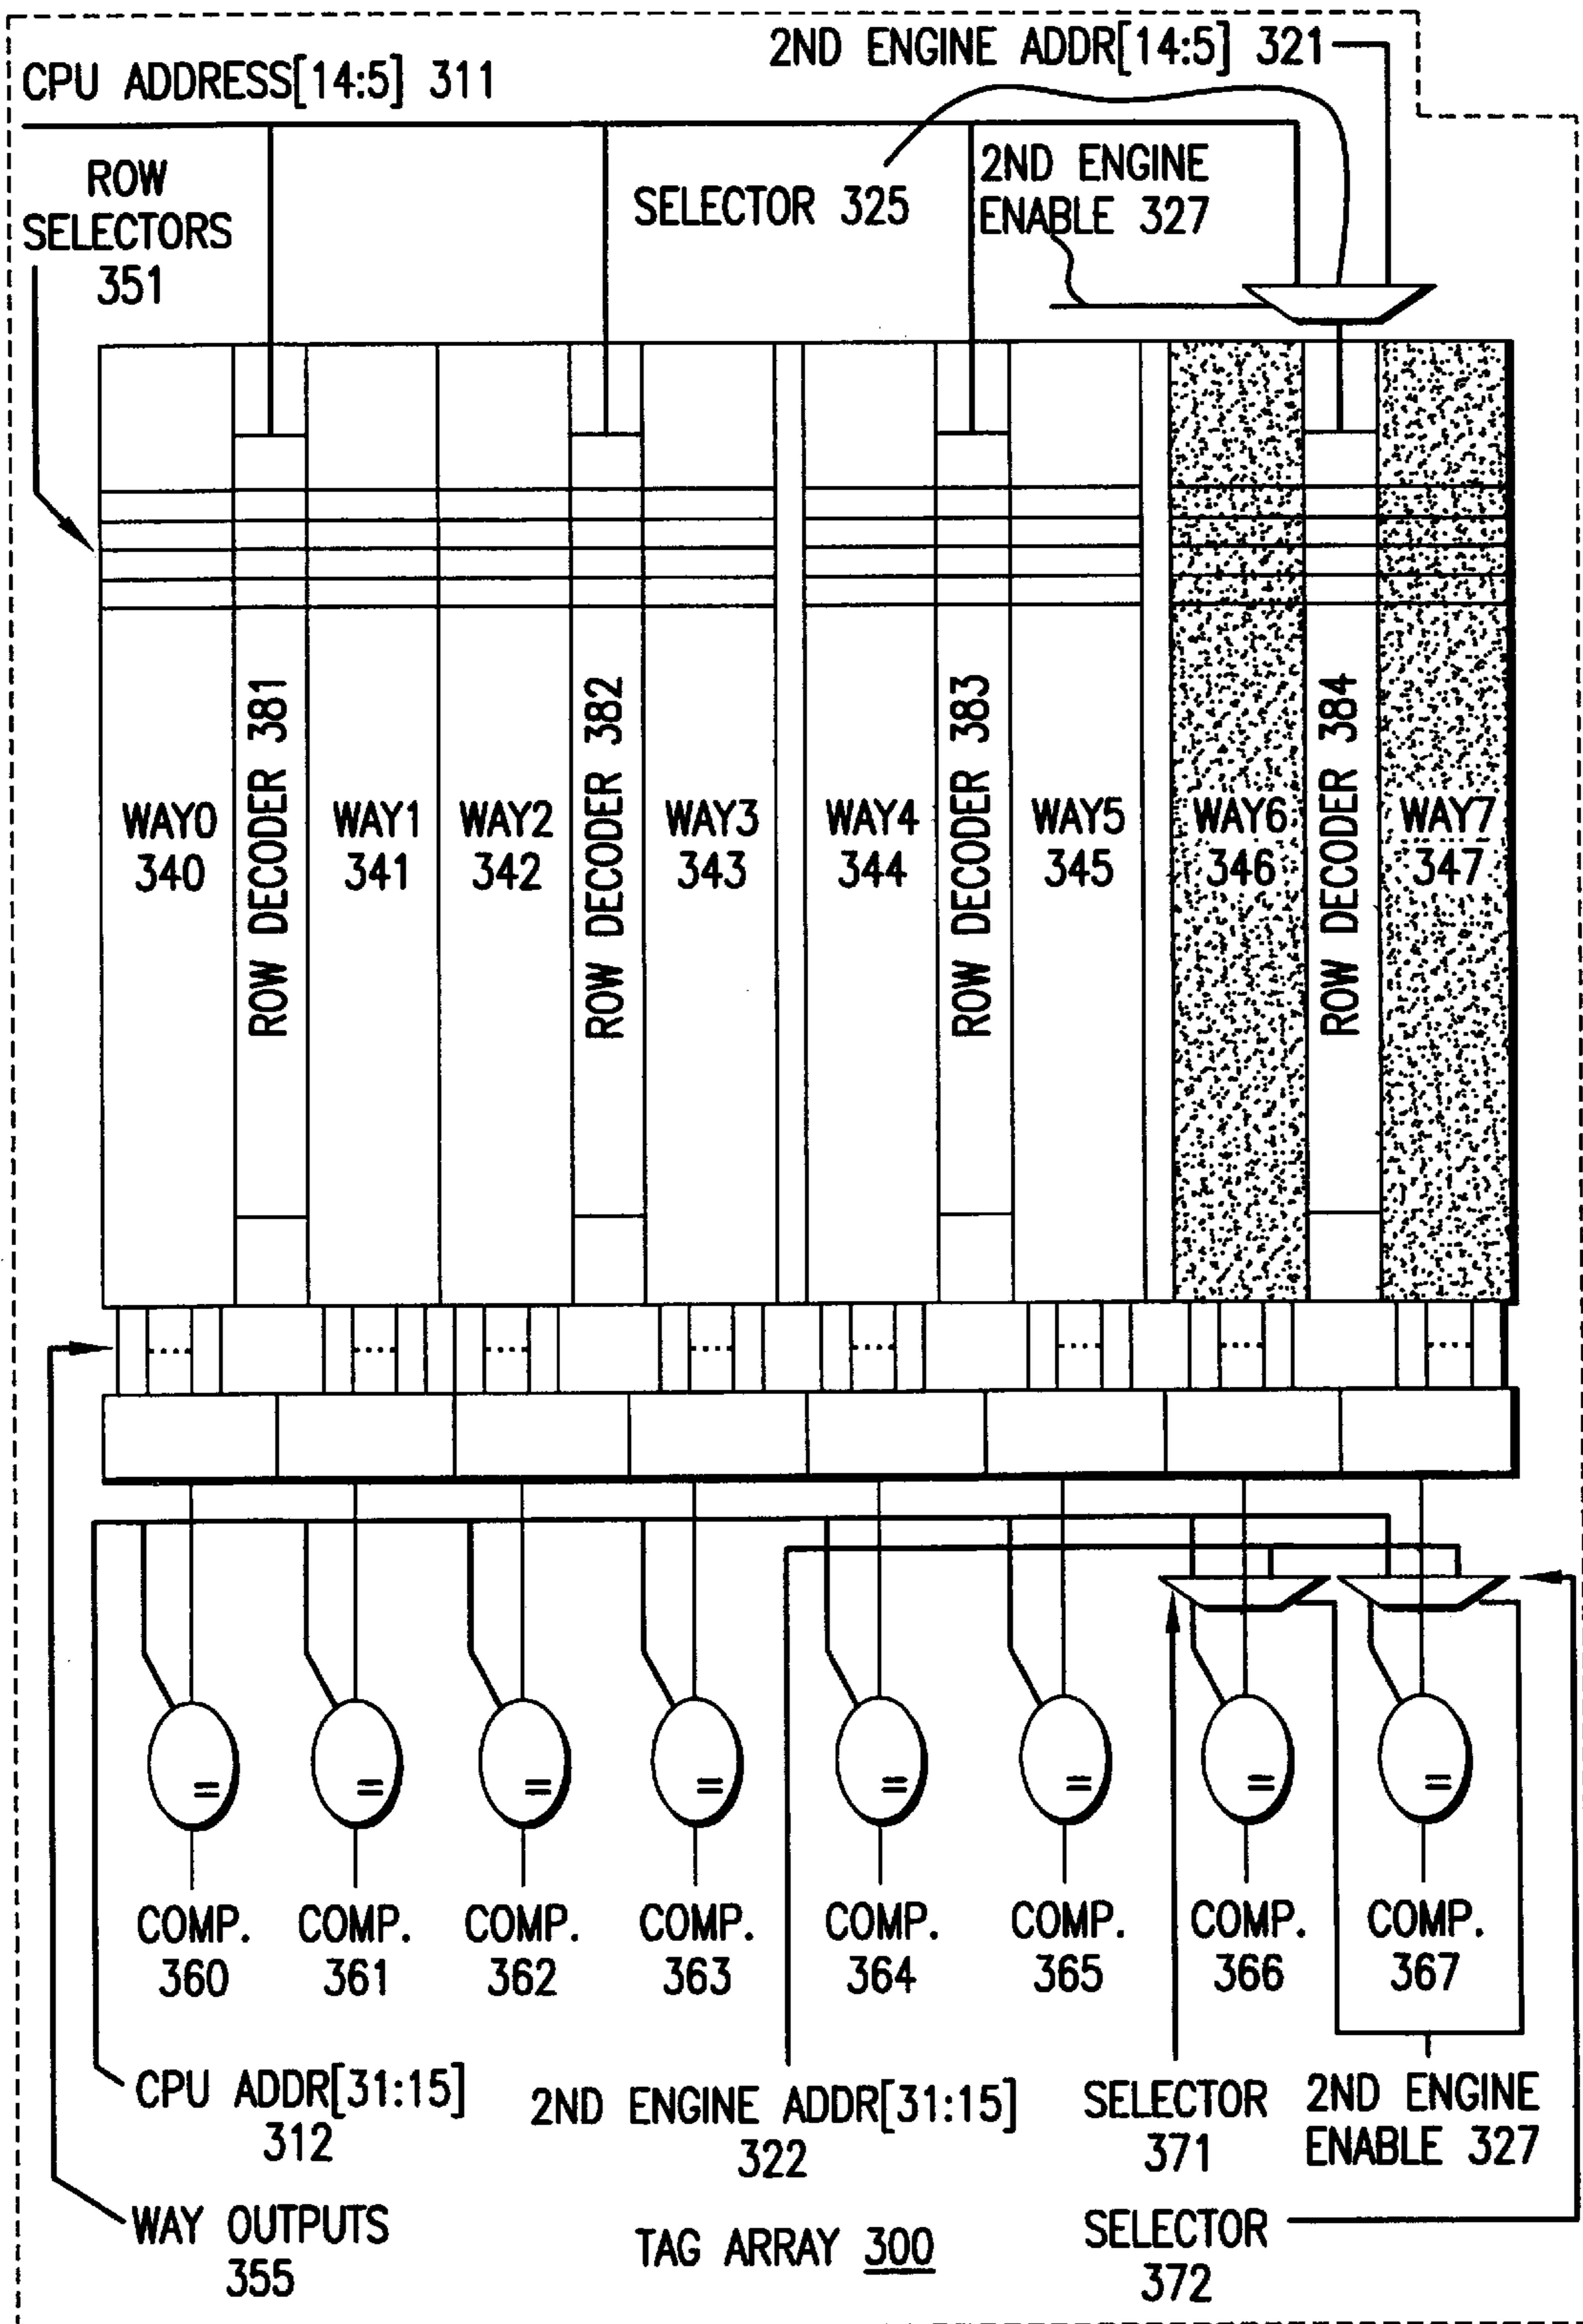 2ND ENGINE ADDR[14:5] 321
CPU ADDRESS[14:5] 311
ROW
SELECTORS
351
SELECTOR 325
2ND ENGINE
ENABLE 327
ROW DECODER 381
ROW DECODER 382
ROW DECODER 383
ROW DECODER 384
WAY0
340
WAY1
341
WAY2
342
WAY3
343
WAY4
344
WAY5
345
WAY6
346
WAY7
347
=
=
=
=
=
=
=
=
COMP.
360
COMP.
361
COMP.
362
COMP.
363
COMP.
364
COMP.
365
COMP.
366
COMP.
367
CPU ADDR[31:15]
312
2ND ENGINE ADDR[31:15]
322
SELECTOR
371
2ND ENGINE
ENABLE 327
WAY OUTPUTS
355
TAG ARRAY 300
SELECTOR
372